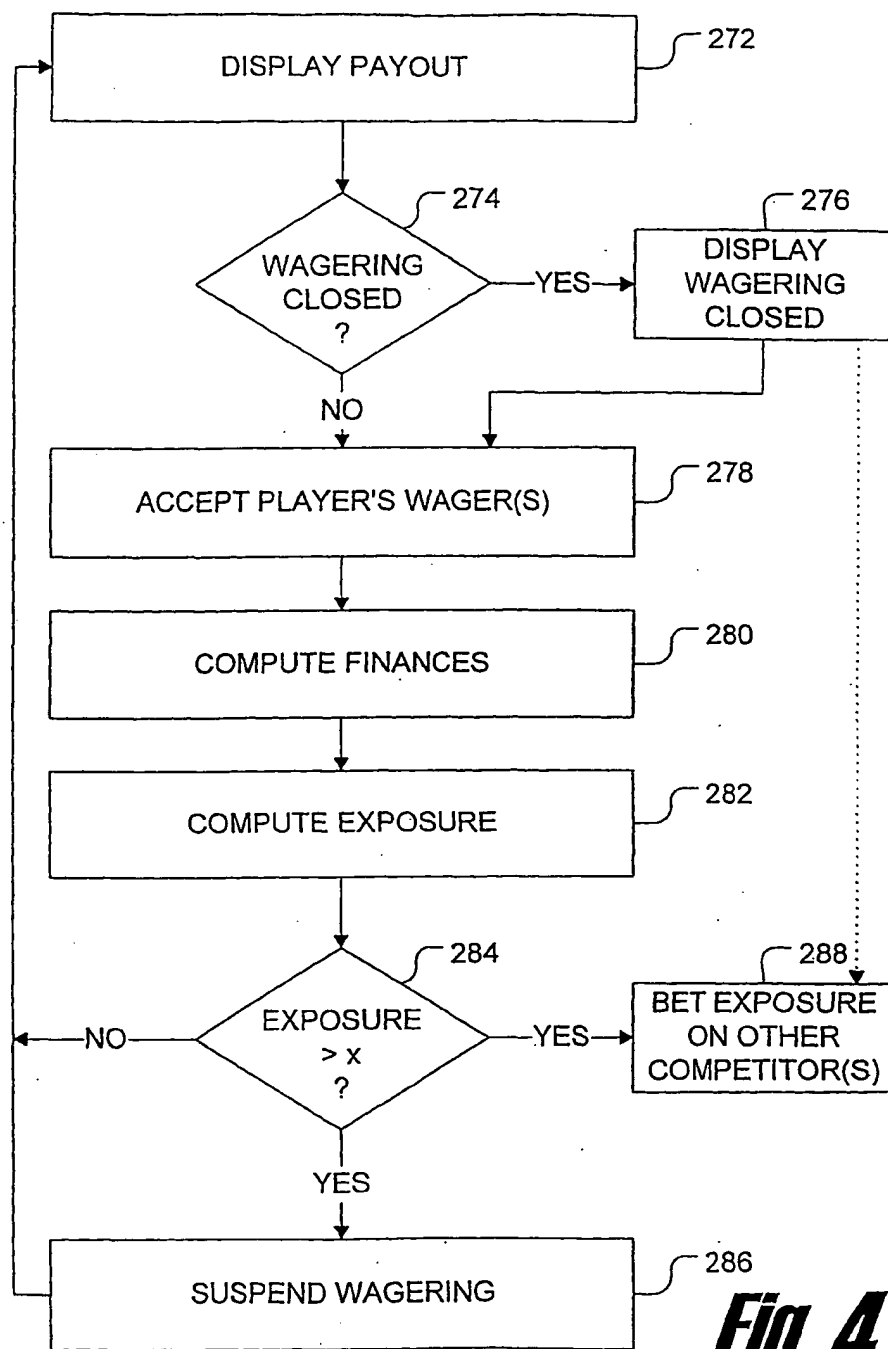 272
DISPLAY PAYOUT
274
276
WAGERING
CLOSED
?
YES
DISPLAY
WAGERING
CLOSED
NO
278
ACCEPT PLAYER'S WAGER(S)
280
COMPUTE FINANCES
282
COMPUTE EXPOSURE
284
288
EXPOSURE
> x
?
NO
YES
BET EXPOSURE
ON OTHER
COMPETITOR(S)
YES
286
SUSPEND WAGERING
Fig 4